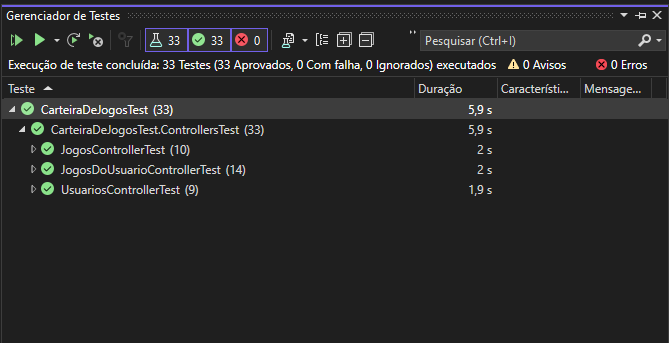 Gerenciador de Testes
33 33 0 Pesquisar (Ctrl+I)
Execução de teste concluída: 33 Testes (33 Aprovados, 0 Com falha, 0 Ignorados) executados 0 Avisos 0 Erros
Teste Duração Característi... Mensage...
CarteiraDeJogosTest (33) 5,9 s
CarteiraDeJogosTest.ControllersTest (33) 5,9 s
JogosControllerTest (10) 2 s
JogosDoUsuarioControllerTest (14) 2 s
UsuariosControllerTest (9) 1,9 s